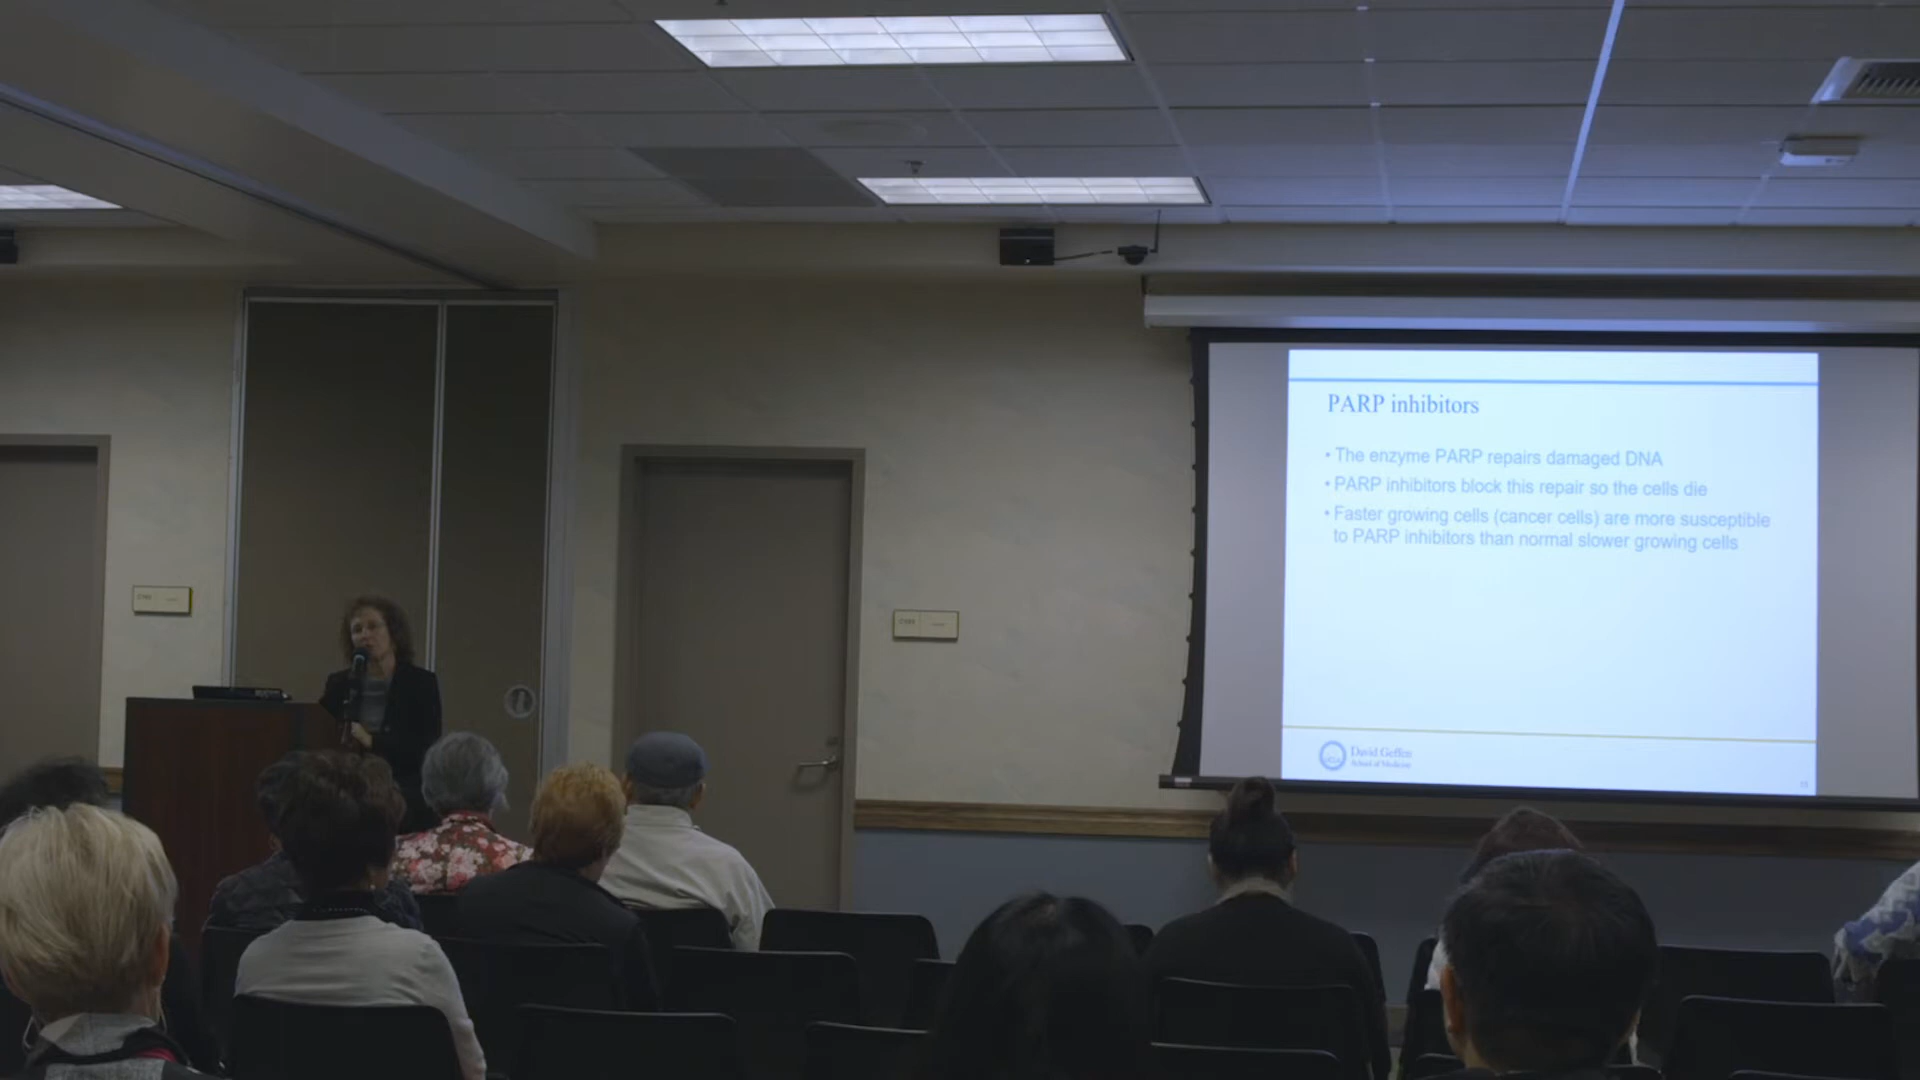 PARP inhibitors
• The enzyme PARP repairs damaged DNA
• PARP inhibitors block this repair so the cells die
• Faster growing cells (cancer cells) are more susceptible
to PARP inhibitors than normal slower growing cells
David Geffen
School of Medicine